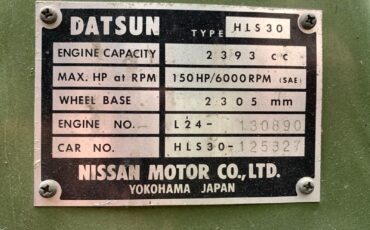 DATSUN TYPE HLS30
ENGINE CAPACITY 2393 cc
MAX. HP at RPM 150HP/6000RPM (SAE)
WHEEL BASE 2305 mm
ENGINE NO. L24-130890
CAR NO. HLS30-125327
NISSAN MOTOR CO., LTD.
YOKOHAMA JAPAN